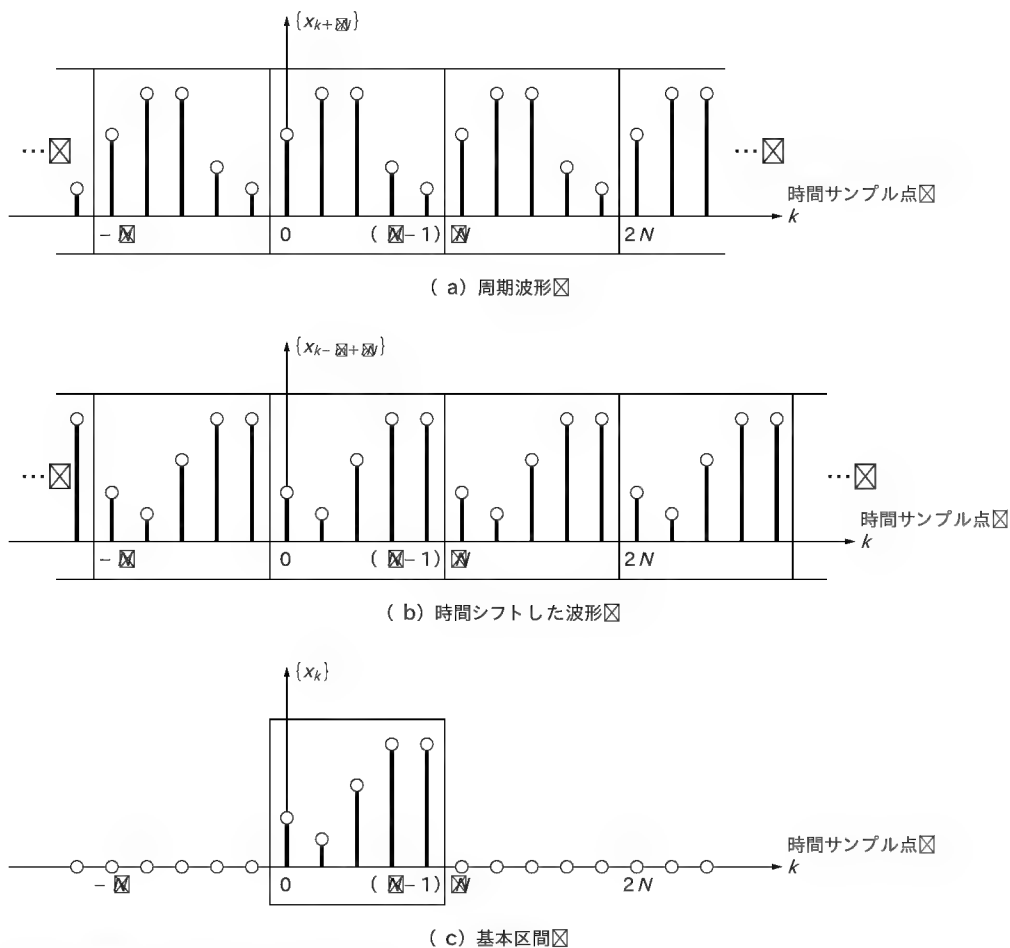 {x_{k+ N}}
… …
時間サンプル点
k
-N 0 ( N-1) N 2N
( a) 周期波形
{x_{k- + N}}
… …
時間サンプル点
k
-N 0 ( N-1) N 2N
( b) 時間シフトした波形
{x_k}
時間サンプル点
k
-N 0 ( N-1) N 2N
( c) 基本区間